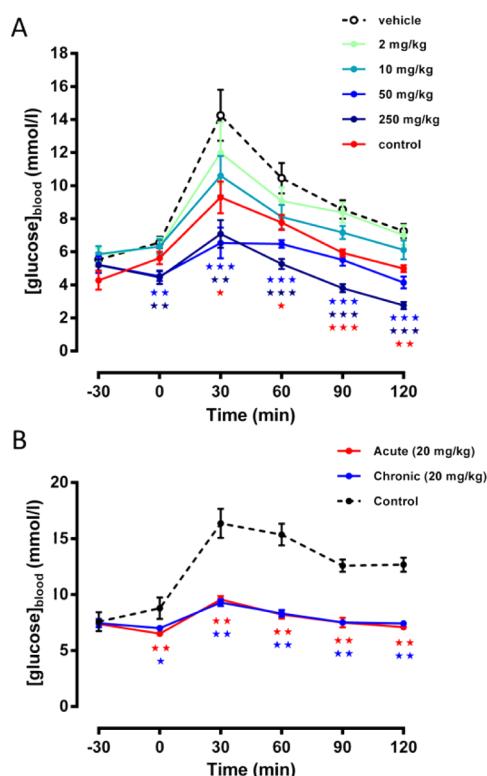 A
vehicle
2 mg/kg
10 mg/kg
50 mg/kg
250 mg/kg
control
[glucose]blood (mmol/l)
18
16
14
12
10
8
6
4
2
0
★★ ★★★ ★★★ ★★★ ★★★
★★ ★★ ★★★ ★★★ ★★★
★ ★ ★★★ ★★
-30 0 30 60 90 120
Time (min)
B
Acute (20 mg/kg)
Chronic (20 mg/kg)
Control
[glucose]blood (mmol/l)
20
15
10
5
0
★★ ★★ ★★ ★★ ★★
★ ★★ ★★ ★★ ★★
-30 0 30 60 90 120
Time (min)